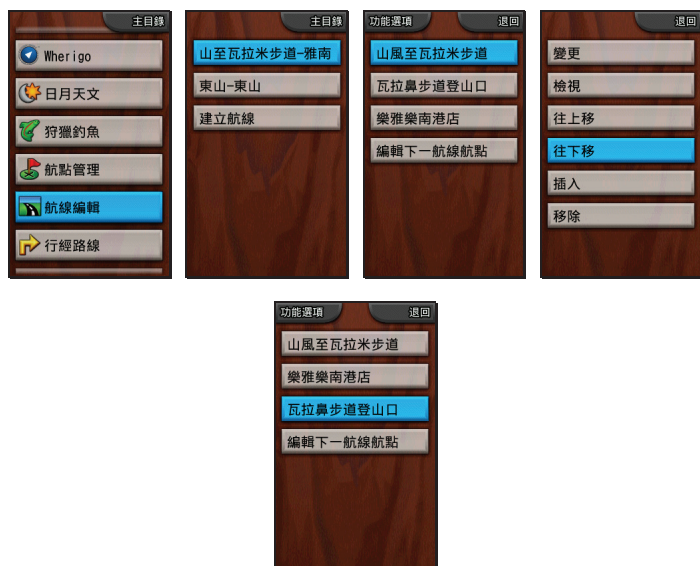 主目錄
Wherigo
日月天文
狩獵釣魚
航點管理
航線編輯
行經路線
主目錄
山至瓦拉米步道-雅南
東山-東山
建立航線
功能選項 退回
山風至瓦拉米步道
瓦拉鼻步道登山口
樂雅樂南港店
編輯下一航線航點
退回
變更
檢視
往上移
往下移
插入
移除
功能選項 退回
山風至瓦拉米步道
樂雅樂南港店
瓦拉鼻步道登山口
編輯下一航線航點